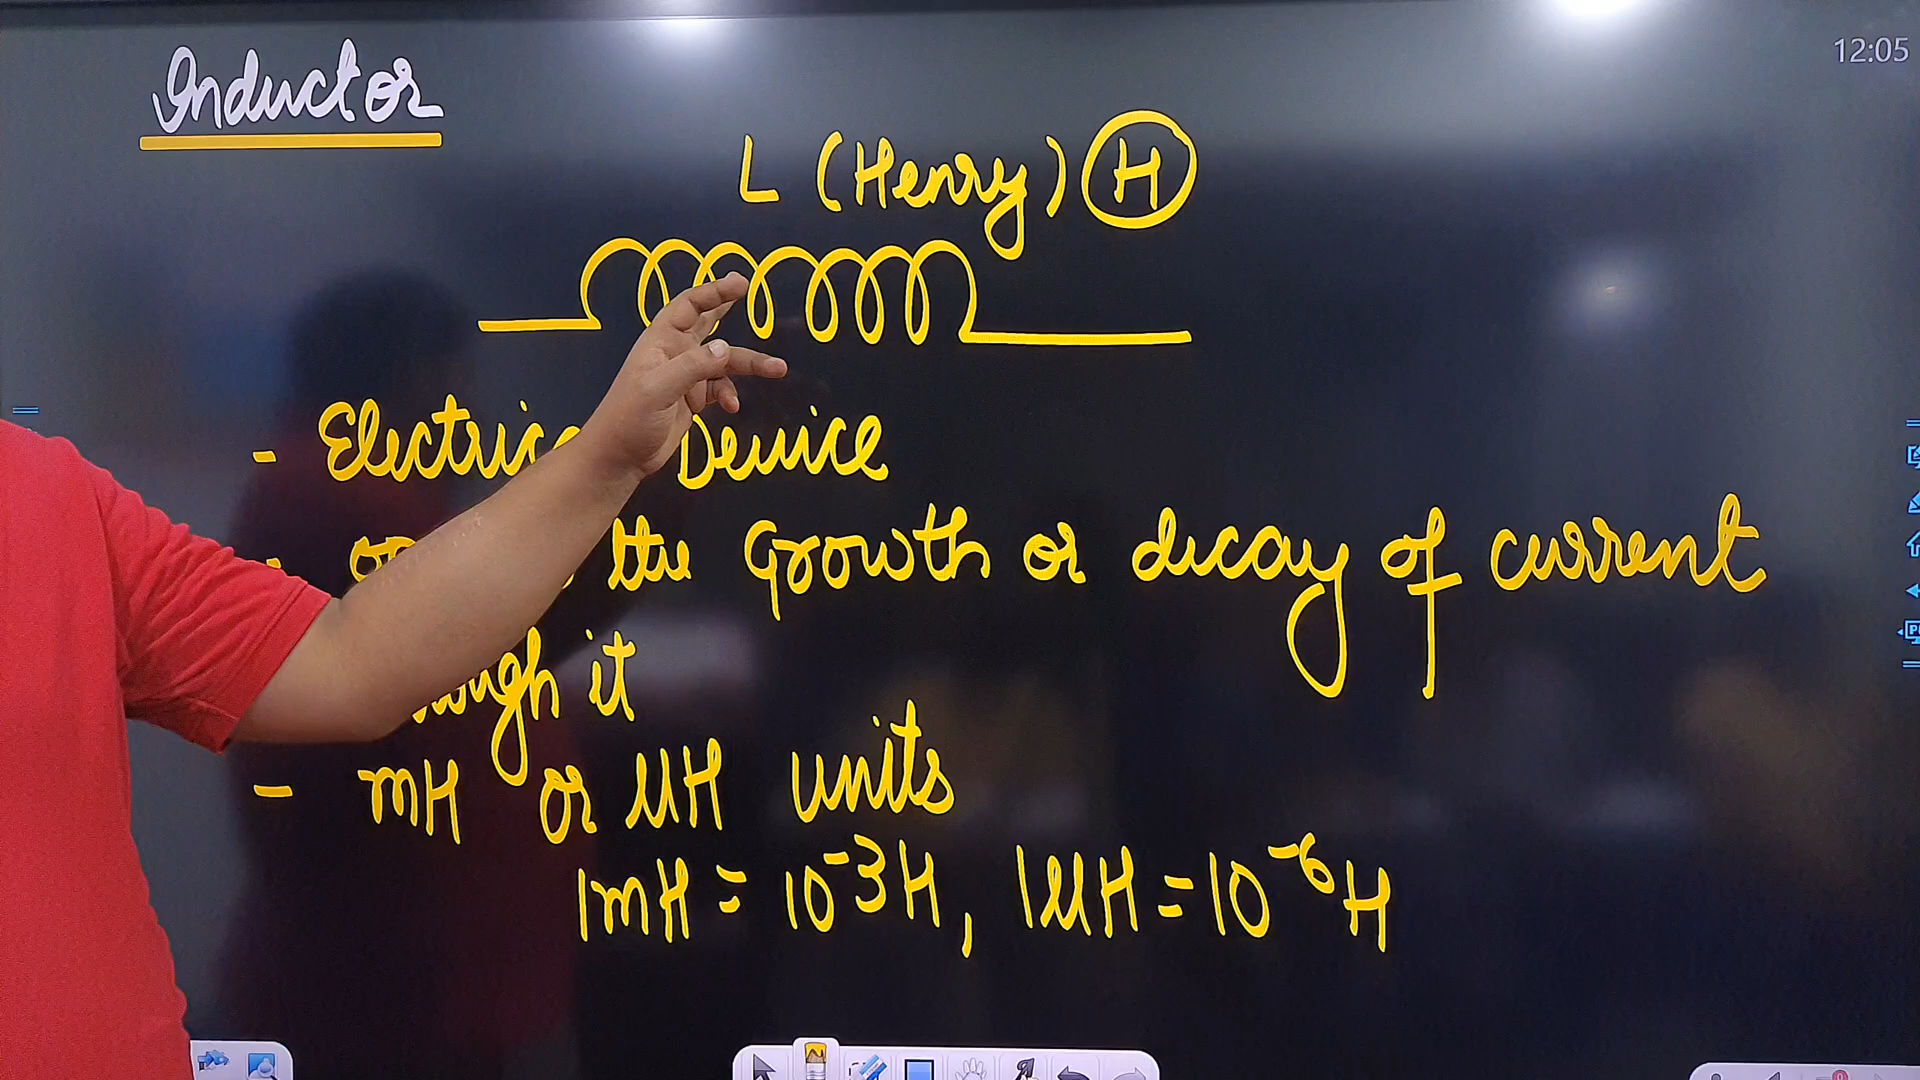 Inductor
12:05
L (Henry) H
- Electrical Device
- the Growth or decay of current
it
- mH or μH units
1mH = 10⁻³H, 1μH = 10⁻⁶H